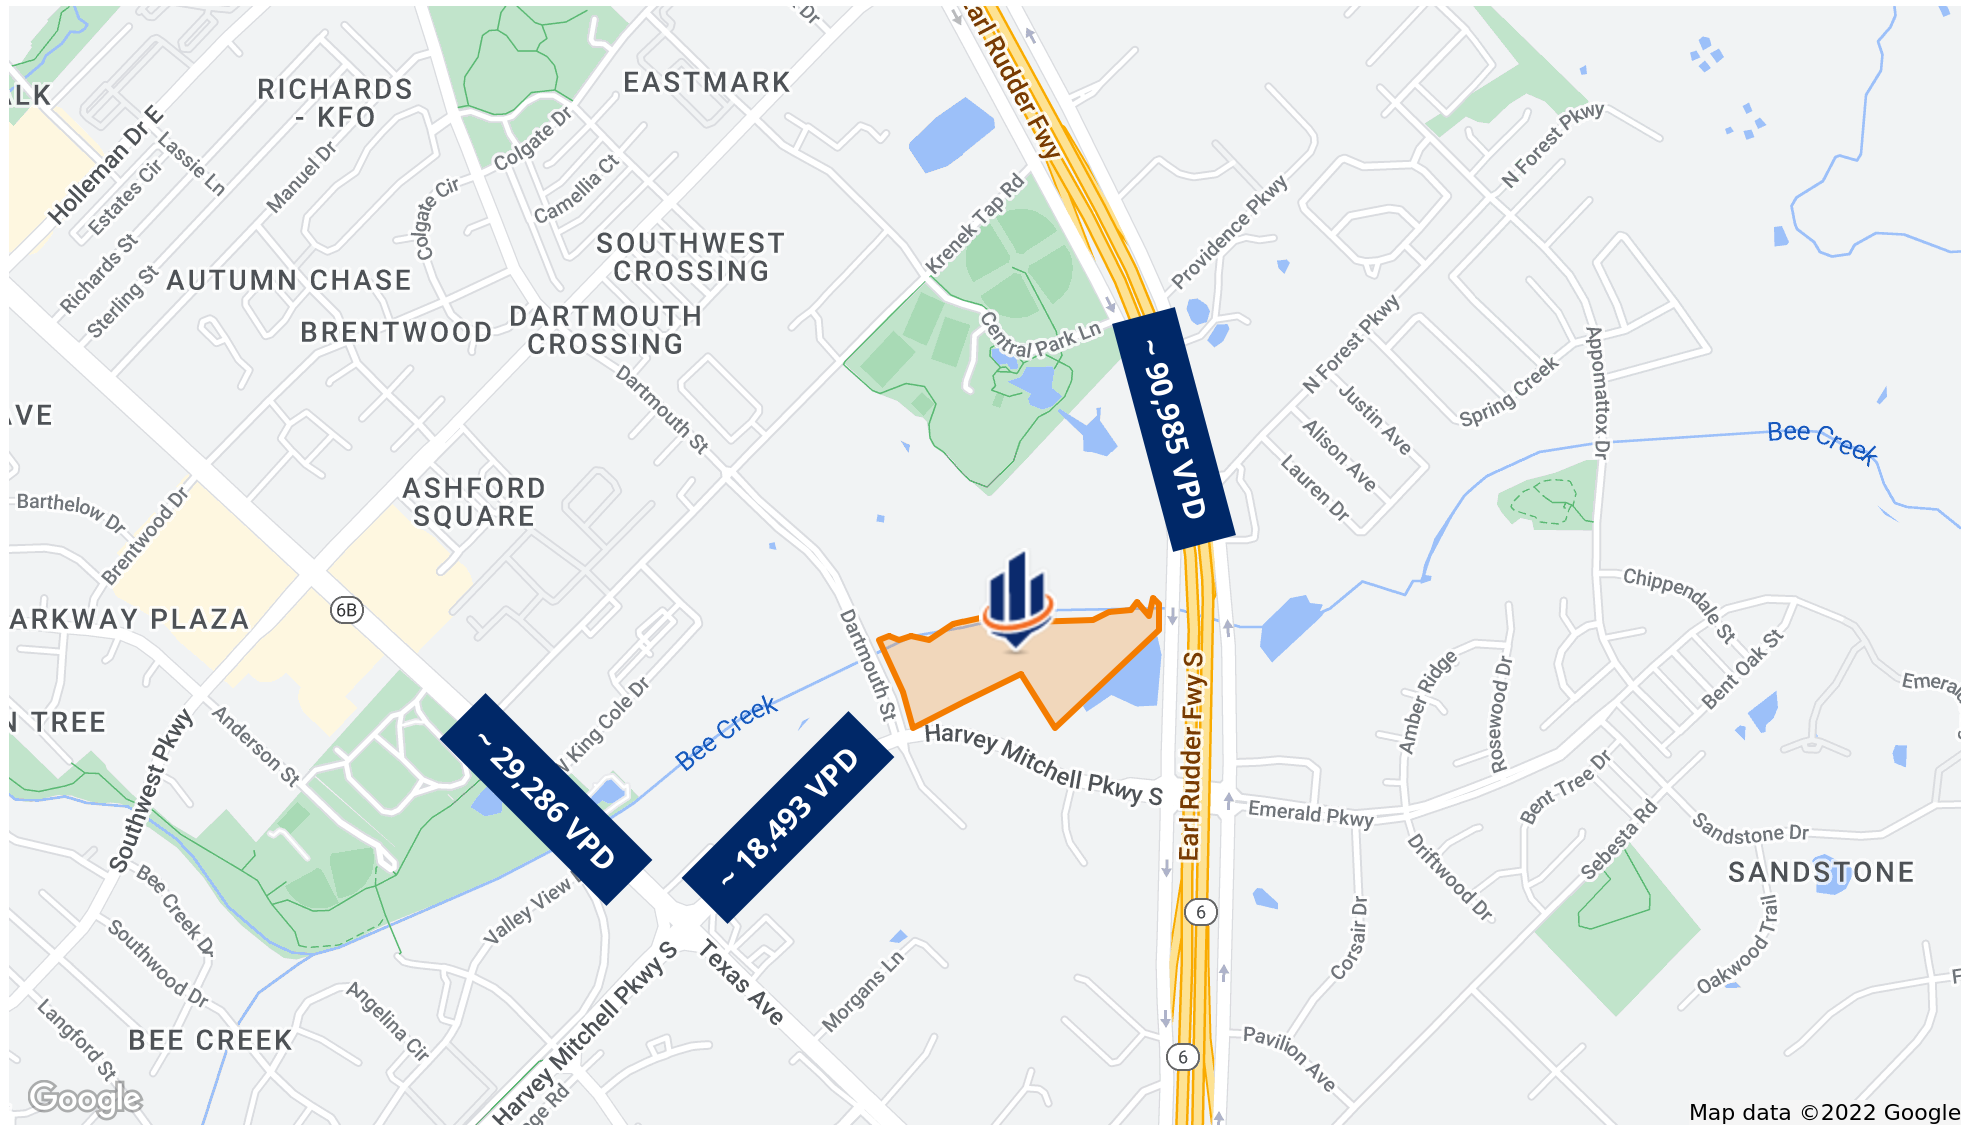 Earl Rudder Fwy
RICHARDS
- KFO
EASTMARK
Holleman Dr E
Lassie Ln
Estates Cir
Manuel Dr
Colgate Dr
Colgate Cir
Camellia Ct
N Forest Pkwy
Krenek Tap Rd
Providence Pkwy
SOUTHWEST
CROSSING
Richards St
Sterling St
AUTUMN CHASE
BRENTWOOD
DARTMOUTH
CROSSING
Central Park Ln
~ 90,985 VPD
N Forest Pkwy
Justin Ave
Alison Ave
Lauren Dr
Spring Creek
Appomattox Dr
Bee Creek
Dartmouth St
ASHFORD
SQUARE
Barthelow Dr
Brentwood Dr
6B
ARKWAY PLAZA
Dartmouth St
Chippendale St
Bent Oak St
Amber Ridge
Rosewood Dr
N TREE
Anderson St
Southwest Pkwy
~ 29,286 VPD
King Cole Dr
Bee Creek
~ 18,493 VPD
Harvey Mitchell Pkwy S
Earl Rudder Fwy S
Emerald Pkwy
Bent Tree Dr
Sebesta Rd
Sandstone Dr
SANDSTONE
Driftwood Dr
Corsair Dr
Oakwood Trail
6
Bee Creek Dr
Valley View
Southwood Dr
Langford St
Angelina Cir
BEE CREEK
Harvey Mitchell Pkwy S
Texas Ave
Morgans Ln
6
Pavilion Ave
Google
Map data ©2022 Google